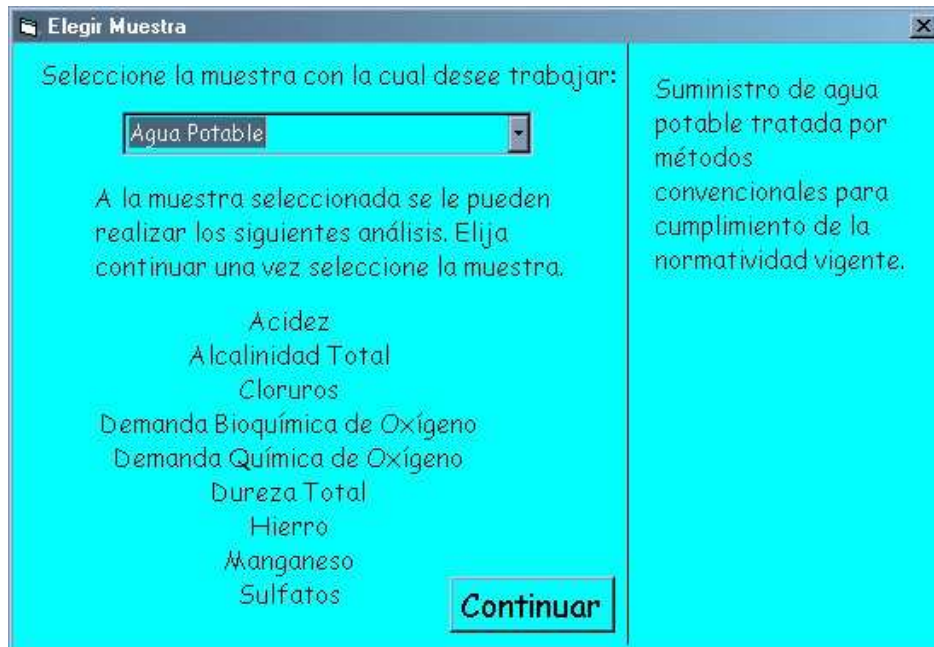 Elegir Muestra
Seleccione la muestra con la cual desee trabajar:
Agua Potable
A la muestra seleccionada se le pueden
realizar los siguientes análisis. Elija
continuar una vez seleccione la muestra.
Acidez
Alcalinidad Total
Cloruros
Demanda Bioquímica de Oxígeno
Demanda Química de Oxígeno
Dureza Total
Hierro
Manganeso
Sulfatos
Continuar
Suministro de agua
potable tratada por
métodos
convencionales para
cumplimiento de la
normatividad vigente.